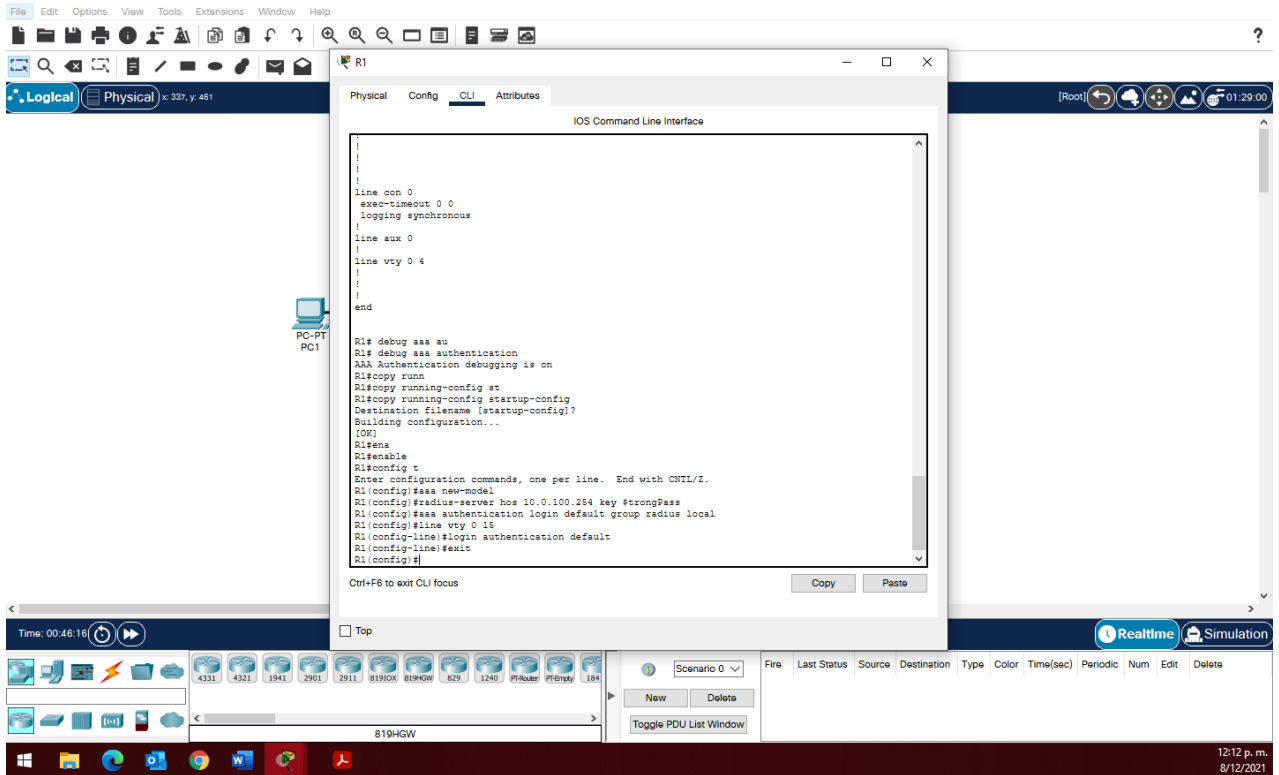 File Edit Options View Tools Extensions Window Help
?
R1
Logical
Physical
x: 337, y: 461
[Root]
01:29:00
Physical Config CLI Attributes
IOS Command Line Interface
!
!
!
!
!
line con 0
exec-timeout 0 0
logging synchronous
!
line aux 0
!
line vty 0 4
!
!
!
end
R1# debug aaa au
R1# debug aaa authentication
AAA Authentication debugging is on
R1#copy runn
R1#copy running-config st
R1#copy running-config startup-config
Destination filename [startup-config]?
Building configuration...
[OK]
R1#ena
R1#enable
R1#config t
Enter configuration commands, one per line. End with CNTL/Z.
R1(config)#aaa new-model
R1(config)#radius-server hos 10.0.100.254 key $trongPass
R1(config)#aaa authentication login default group radius local
R1(config)#line vty 0 15
R1(config-line)#login authentication default
R1(config-line)#exit
R1(config)#
PC-PT
PC1
Ctrl+F6 to exit CLI focus
Copy
Paste
Top
Time: 00:46:16
Realtime
Simulation
4331 4321 1941 2901 2911 819IOX 819HGW 829 1240 PT-Router PT-Empty 184
819HGW
Scenario 0
New
Delete
Toggle PDU List Window
Fire Last Status Source Destination Type Color Time(sec) Periodic Num Edit Delete
12:12 p. m.
8/12/2021